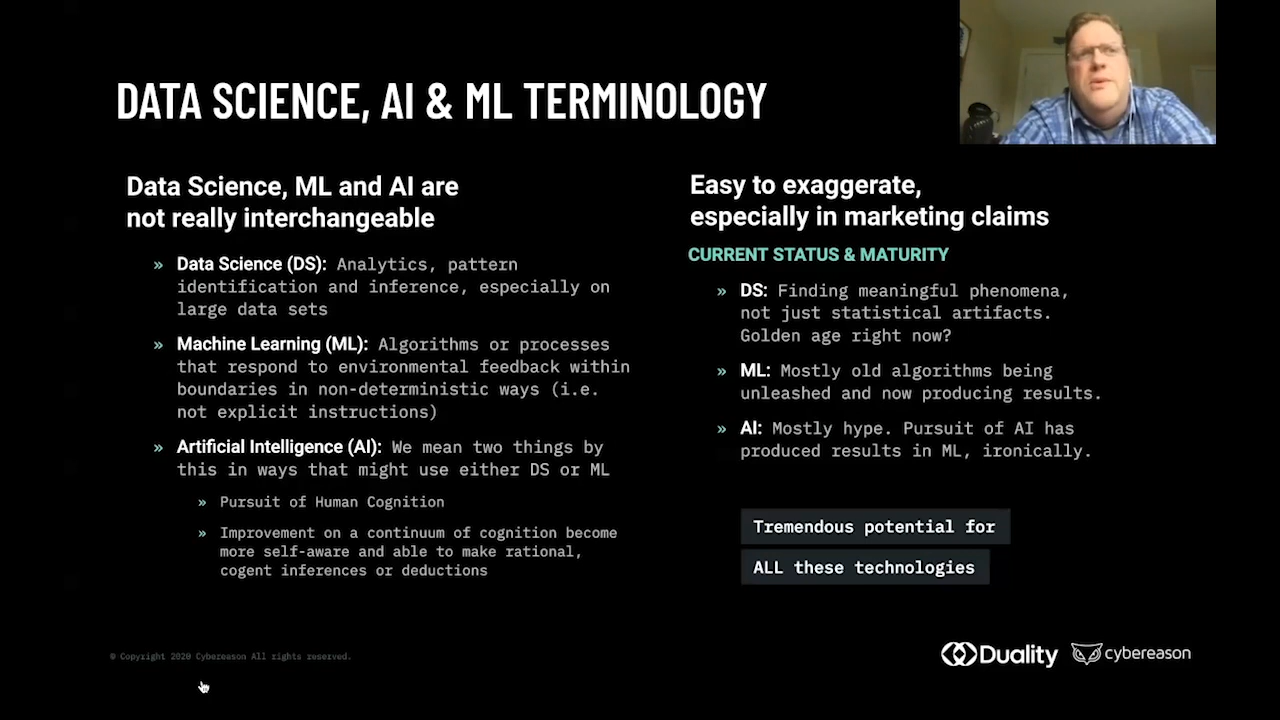 DATA SCIENCE, AI & ML TERMINOLOGY
Data Science, ML and AI are
not really interchangeable
» Data Science (DS): Analytics, pattern
identification and inference, especially on
large data sets
» Machine Learning (ML): Algorithms or processes
that respond to environmental feedback within
boundaries in non-deterministic ways (i.e.
not explicit instructions)
» Artificial Intelligence (AI): We mean two things by
this in ways that might use either DS or ML
» Pursuit of Human Cognition
» Improvement on a continuum of cognition become
more self-aware and able to make rational,
cogent inferences or deductions
Easy to exaggerate,
especially in marketing claims
CURRENT STATUS & MATURITY
» DS: Finding meaningful phenomena,
not just statistical artifacts.
Golden age right now?
» ML: Mostly old algorithms being
unleashed and now producing results.
» AI: Mostly hype. Pursuit of AI has
produced results in ML, ironically.
Tremendous potential for
ALL these technologies
© Copyright 2020 Cybereason All rights reserved.
Duality cybereason